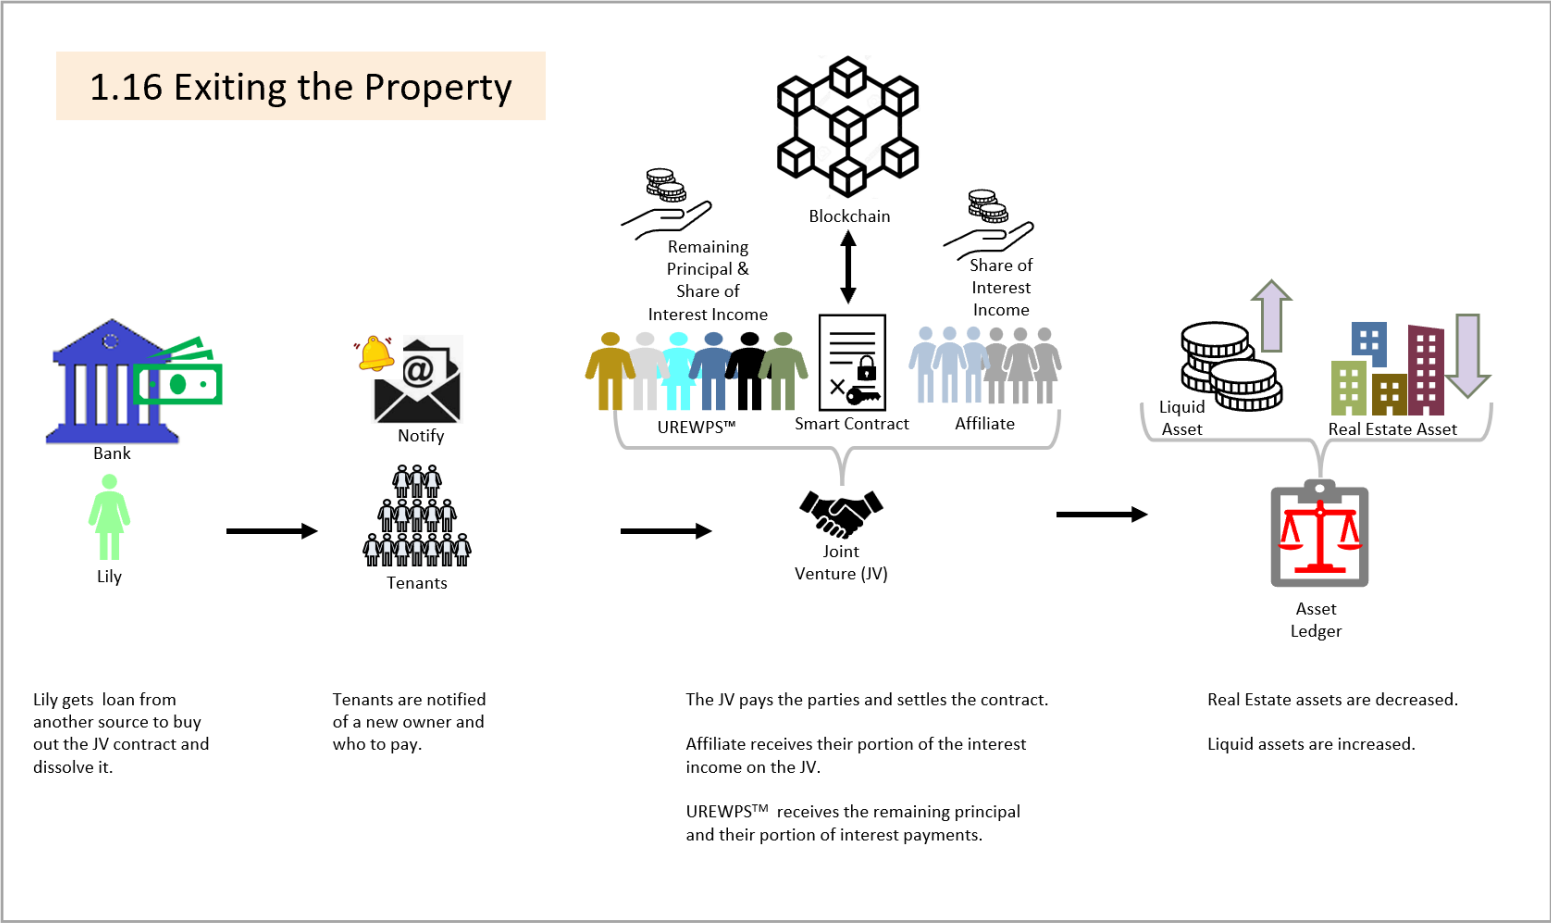 1.16 Exiting the Property
Blockchain
Remaining
Principal &
Share of
Interest Income
Share of
Interest
Income
Bank
Lily
@
Notify
Tenants
UREWPS™
Smart Contract
Affiliate
Joint
Venture (JV)
Liquid
Asset
Real Estate Asset
Asset
Ledger
Lily gets  loan from
another source to buy
out the JV contract and
dissolve it.
Tenants are notified
of a new owner and
who to pay.
The JV pays the parties and settles the contract.
Affiliate receives their portion of the interest
income on the JV.
UREWPS™  receives the remaining principal
and their portion of interest payments.
Real Estate assets are decreased.
Liquid assets are increased.